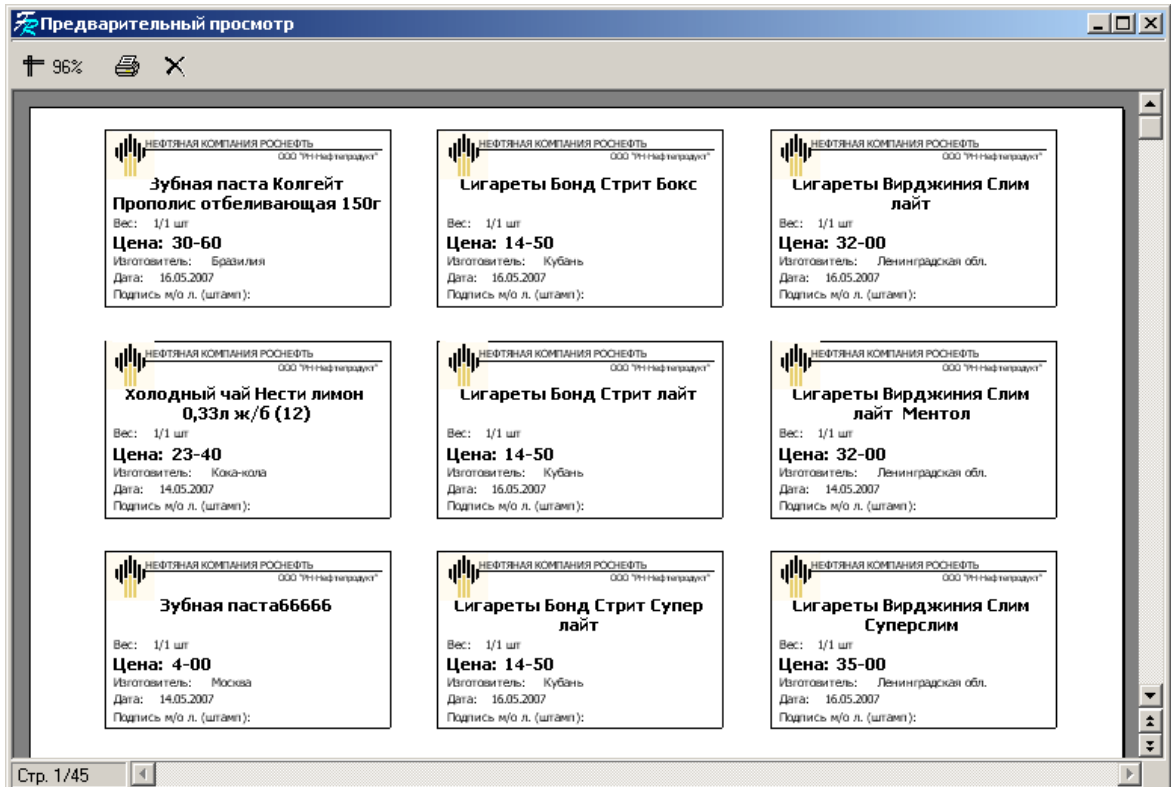 Предварительный просмотр
96%
НЕФТЯНАЯ КОМПАНИЯ РОСНЕФТЬ
ООО "РН-Нефтепродукт"
Зубная паста Колгейт
Прополис отбеливающая 150г
Вес: 1/1 шт
Цена: 30-60
Изготовитель: Бразилия
Дата: 16.05.2007
Подпись м/о л. (штамп):
НЕФТЯНАЯ КОМПАНИЯ РОСНЕФТЬ
ООО "РН-Нефтепродукт"
Сигареты Бонд Стрит Бокс
Вес: 1/1 шт
Цена: 14-50
Изготовитель: Кубань
Дата: 16.05.2007
Подпись м/о л. (штамп):
НЕФТЯНАЯ КОМПАНИЯ РОСНЕФТЬ
ООО "РН-Нефтепродукт"
Сигареты Вирджиния Слим
лайт
Вес: 1/1 шт
Цена: 32-00
Изготовитель: Ленинградская обл.
Дата: 16.05.2007
Подпись м/о л. (штамп):
НЕФТЯНАЯ КОМПАНИЯ РОСНЕФТЬ
ООО "РН-Нефтепродукт"
Холодный чай Нести лимон
0,33л ж/б (12)
Вес: 1/1 шт
Цена: 23-40
Изготовитель: Кока-кола
Дата: 14.05.2007
Подпись м/о л. (штамп):
НЕФТЯНАЯ КОМПАНИЯ РОСНЕФТЬ
ООО "РН-Нефтепродукт"
Сигареты Бонд Стрит лайт
Вес: 1/1 шт
Цена: 14-50
Изготовитель: Кубань
Дата: 16.05.2007
Подпись м/о л. (штамп):
НЕФТЯНАЯ КОМПАНИЯ РОСНЕФТЬ
ООО "РН-Нефтепродукт"
Сигареты Вирджиния Слим
лайт Ментол
Вес: 1/1 шт
Цена: 32-00
Изготовитель: Ленинградская обл.
Дата: 14.05.2007
Подпись м/о л. (штамп):
НЕФТЯНАЯ КОМПАНИЯ РОСНЕФТЬ
ООО "РН-Нефтепродукт"
Зубная паста66666
Вес: 1/1 шт
Цена: 4-00
Изготовитель: Москва
Дата: 14.05.2007
Подпись м/о л. (штамп):
НЕФТЯНАЯ КОМПАНИЯ РОСНЕФТЬ
ООО "РН-Нефтепродукт"
Сигареты Бонд Стрит Супер
лайт
Вес: 1/1 шт
Цена: 14-50
Изготовитель: Кубань
Дата: 16.05.2007
Подпись м/о л. (штамп):
НЕФТЯНАЯ КОМПАНИЯ РОСНЕФТЬ
ООО "РН-Нефтепродукт"
Сигареты Вирджиния Слим
Суперслим
Вес: 1/1 шт
Цена: 35-00
Изготовитель: Ленинградская обл.
Дата: 16.05.2007
Подпись м/о л. (штамп):
Стр. 1/45